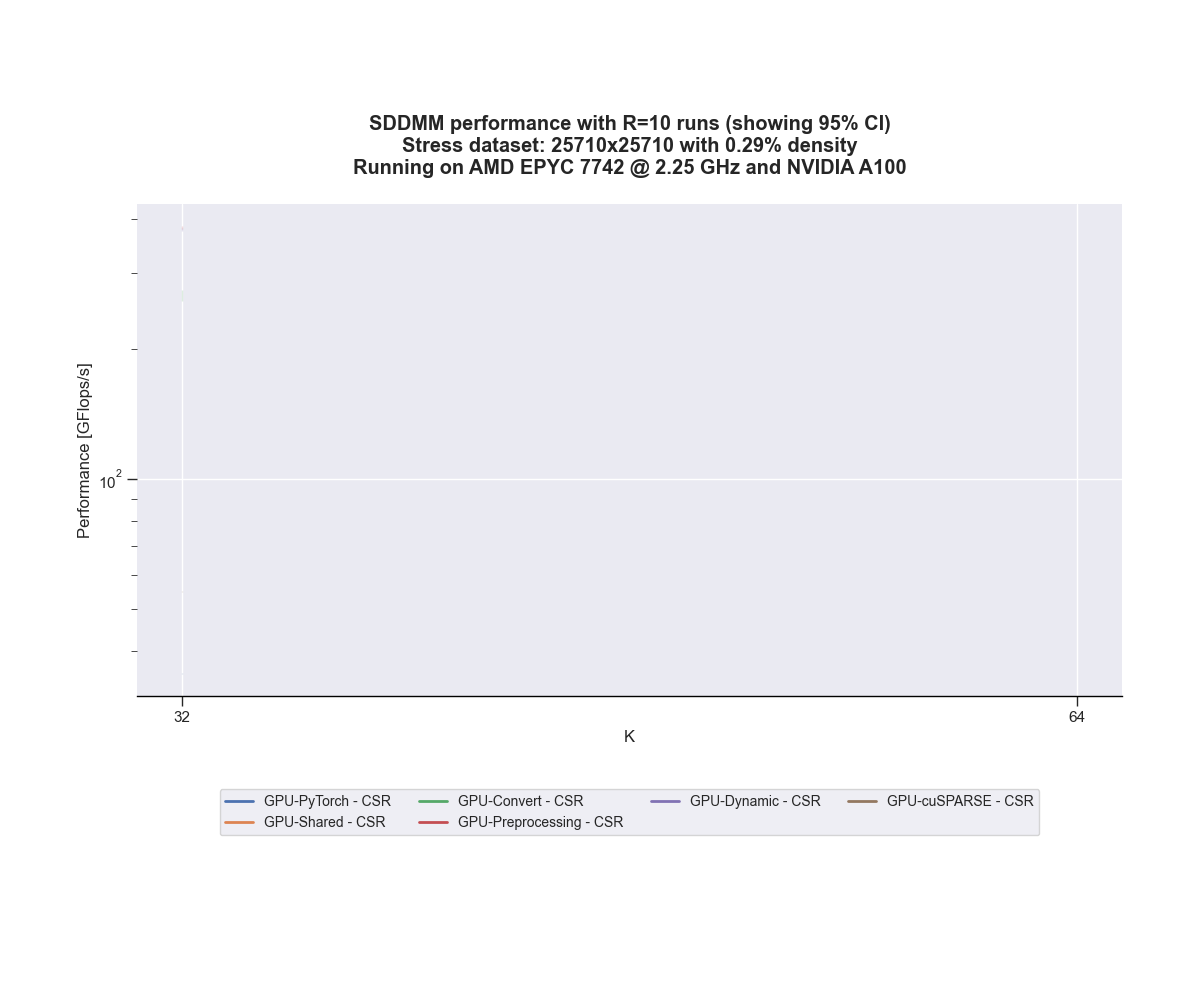 SDDMM performance with R=10 runs (showing 95% CI)
Stress dataset: 25710x25710 with 0.29% density
Running on AMD EPYC 7742 @ 2.25 GHz and NVIDIA A100
Performance [GFlops/s]
10²
32
64
K
GPU-PyTorch - CSR
GPU-Shared - CSR
GPU-Convert - CSR
GPU-Preprocessing - CSR
GPU-Dynamic - CSR
GPU-cuSPARSE - CSR